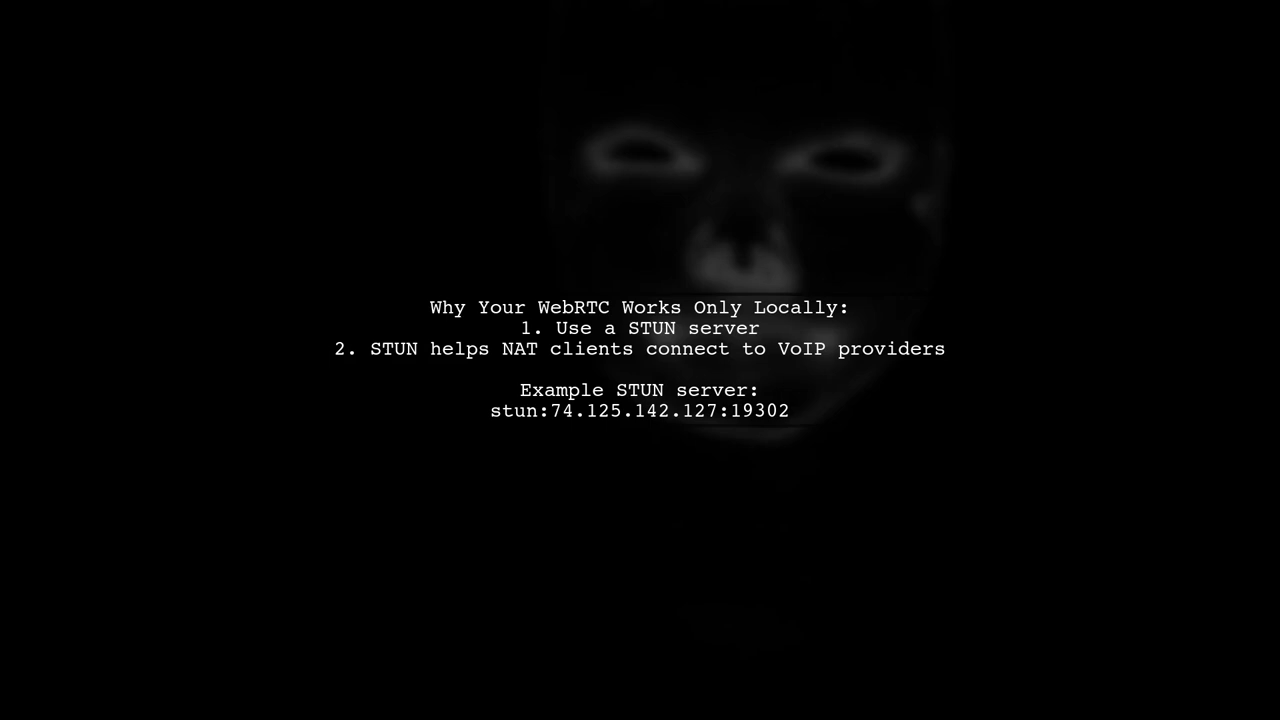 Why Your WebRTC Works Only Locally:
1. Use a STUN server
2. STUN helps NAT clients connect to VoIP providers
Example STUN server:
stun:74.125.142.127:19302